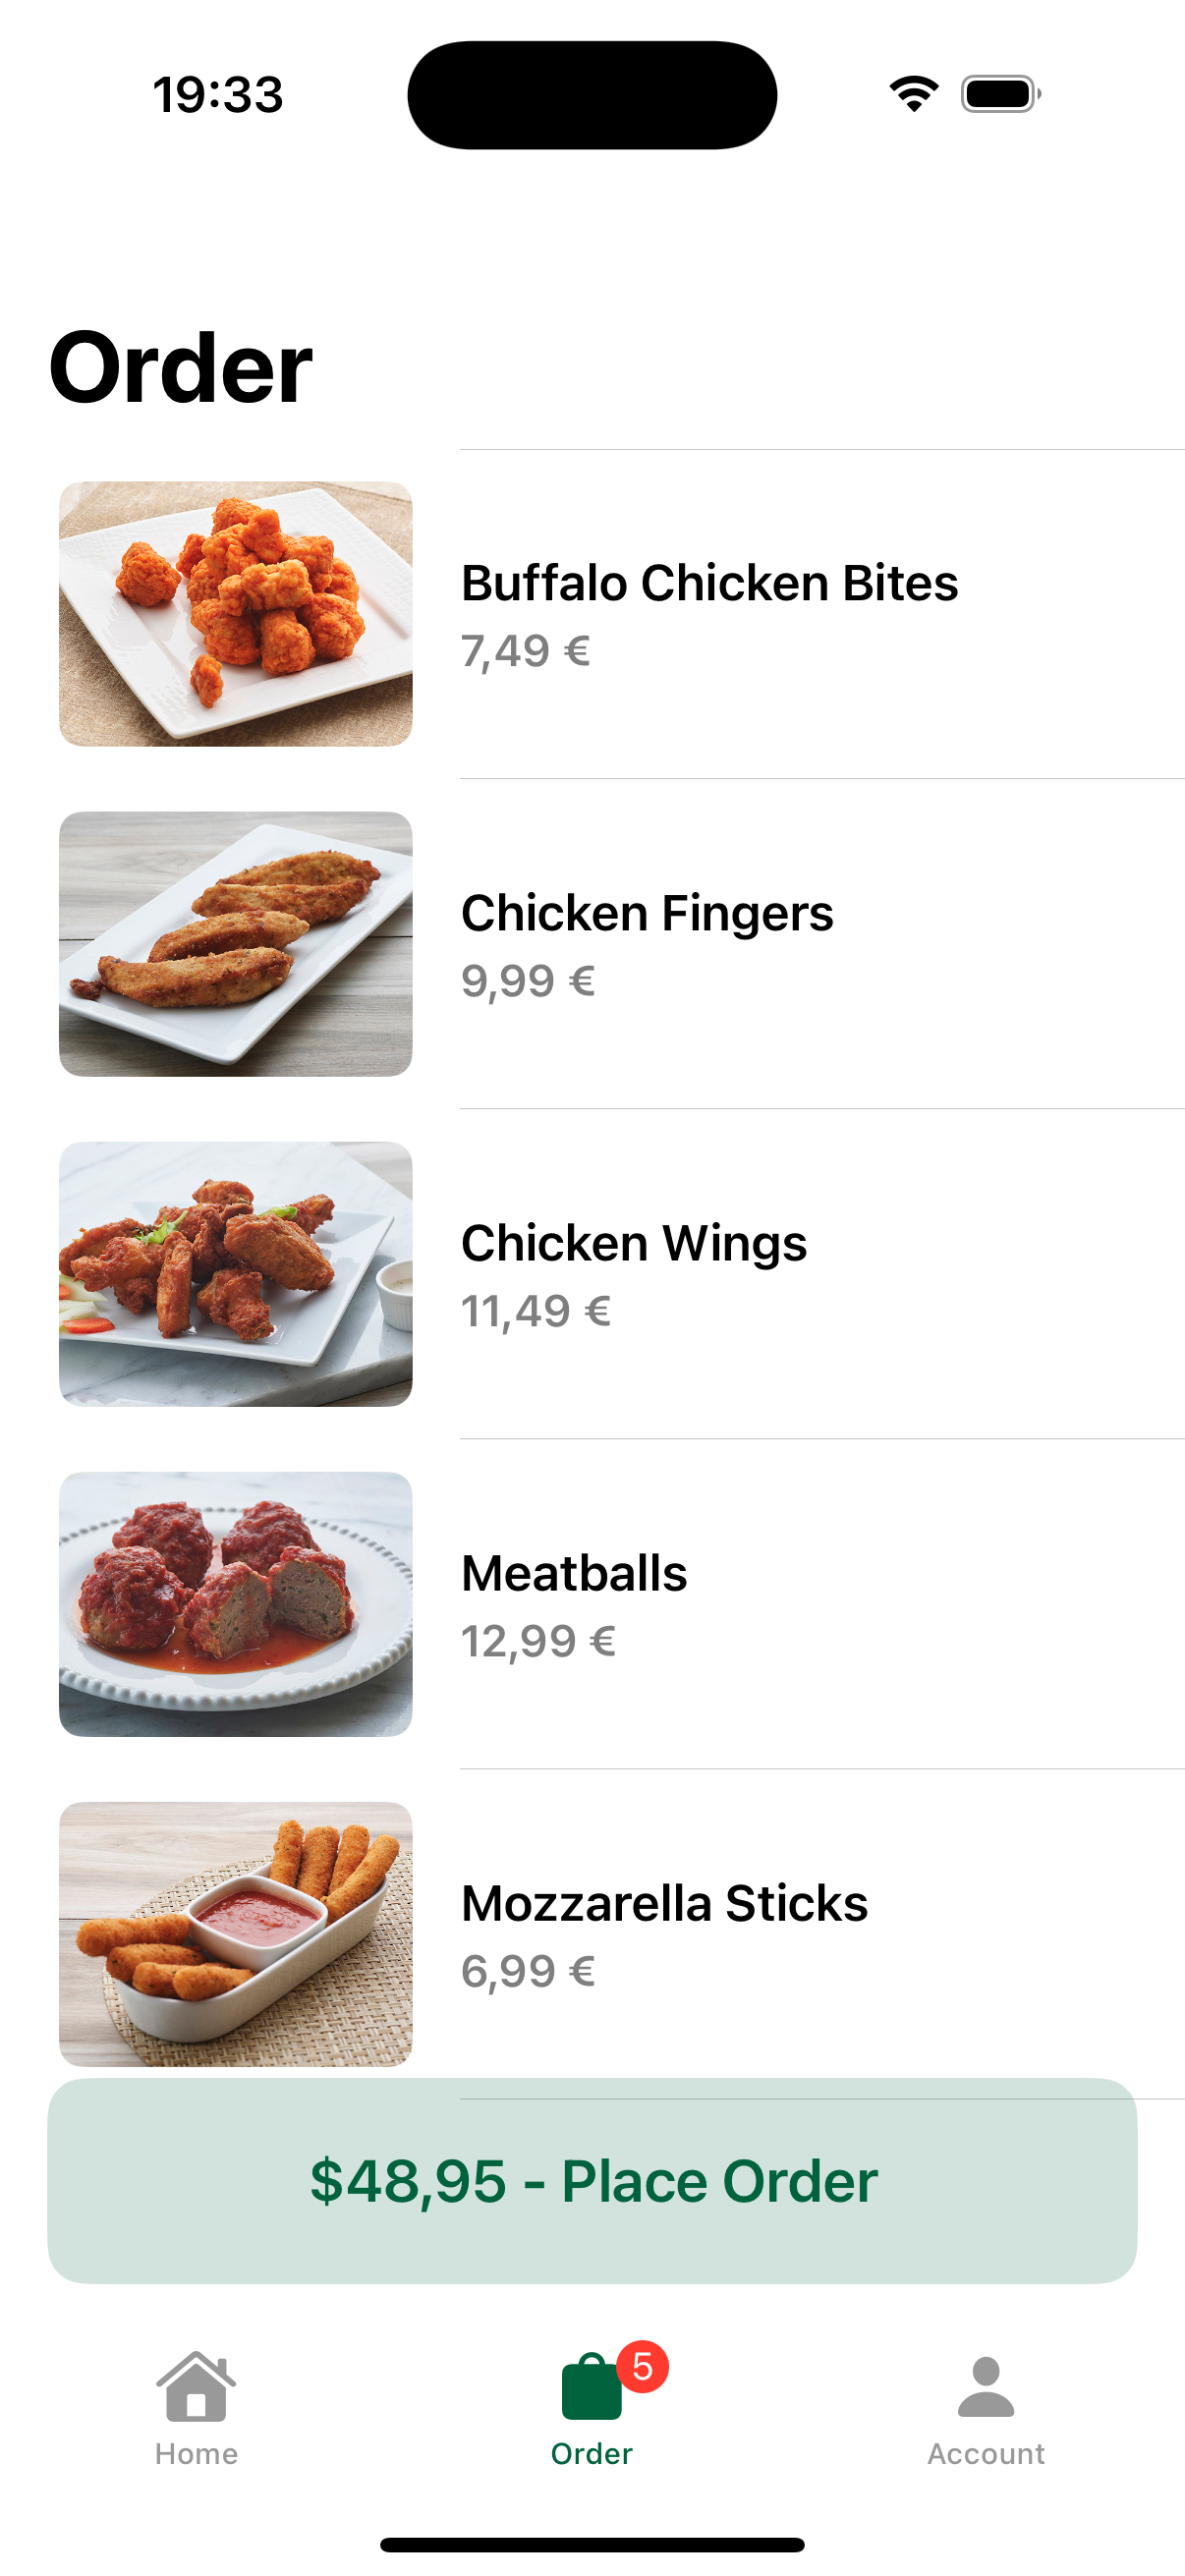 19:33
Order
Buffalo Chicken Bites
7,49 €
Chicken Fingers
9,99 €
Chicken Wings
11,49 €
Meatballs
12,99 €
Mozzarella Sticks
6,99 €
$48,95 - Place Order
5
Home
Order
Account